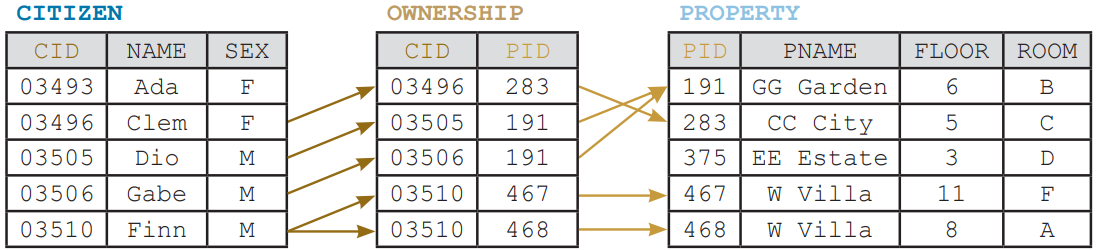 CITIZEN OWNERSHIP PROPERTY
CID NAME SEX CID PID PID PNAME FLOOR ROOM
03493 Ada F 03496 283 191 GG Garden 6 B
03496 Clem F 03505 191 283 CC City 5 C
03505 Dio M 03506 191 375 EE Estate 3 D
03506 Gabe M 03510 467 467 W Villa 11 F
03510 Finn M 03510 468 468 W Villa 8 A